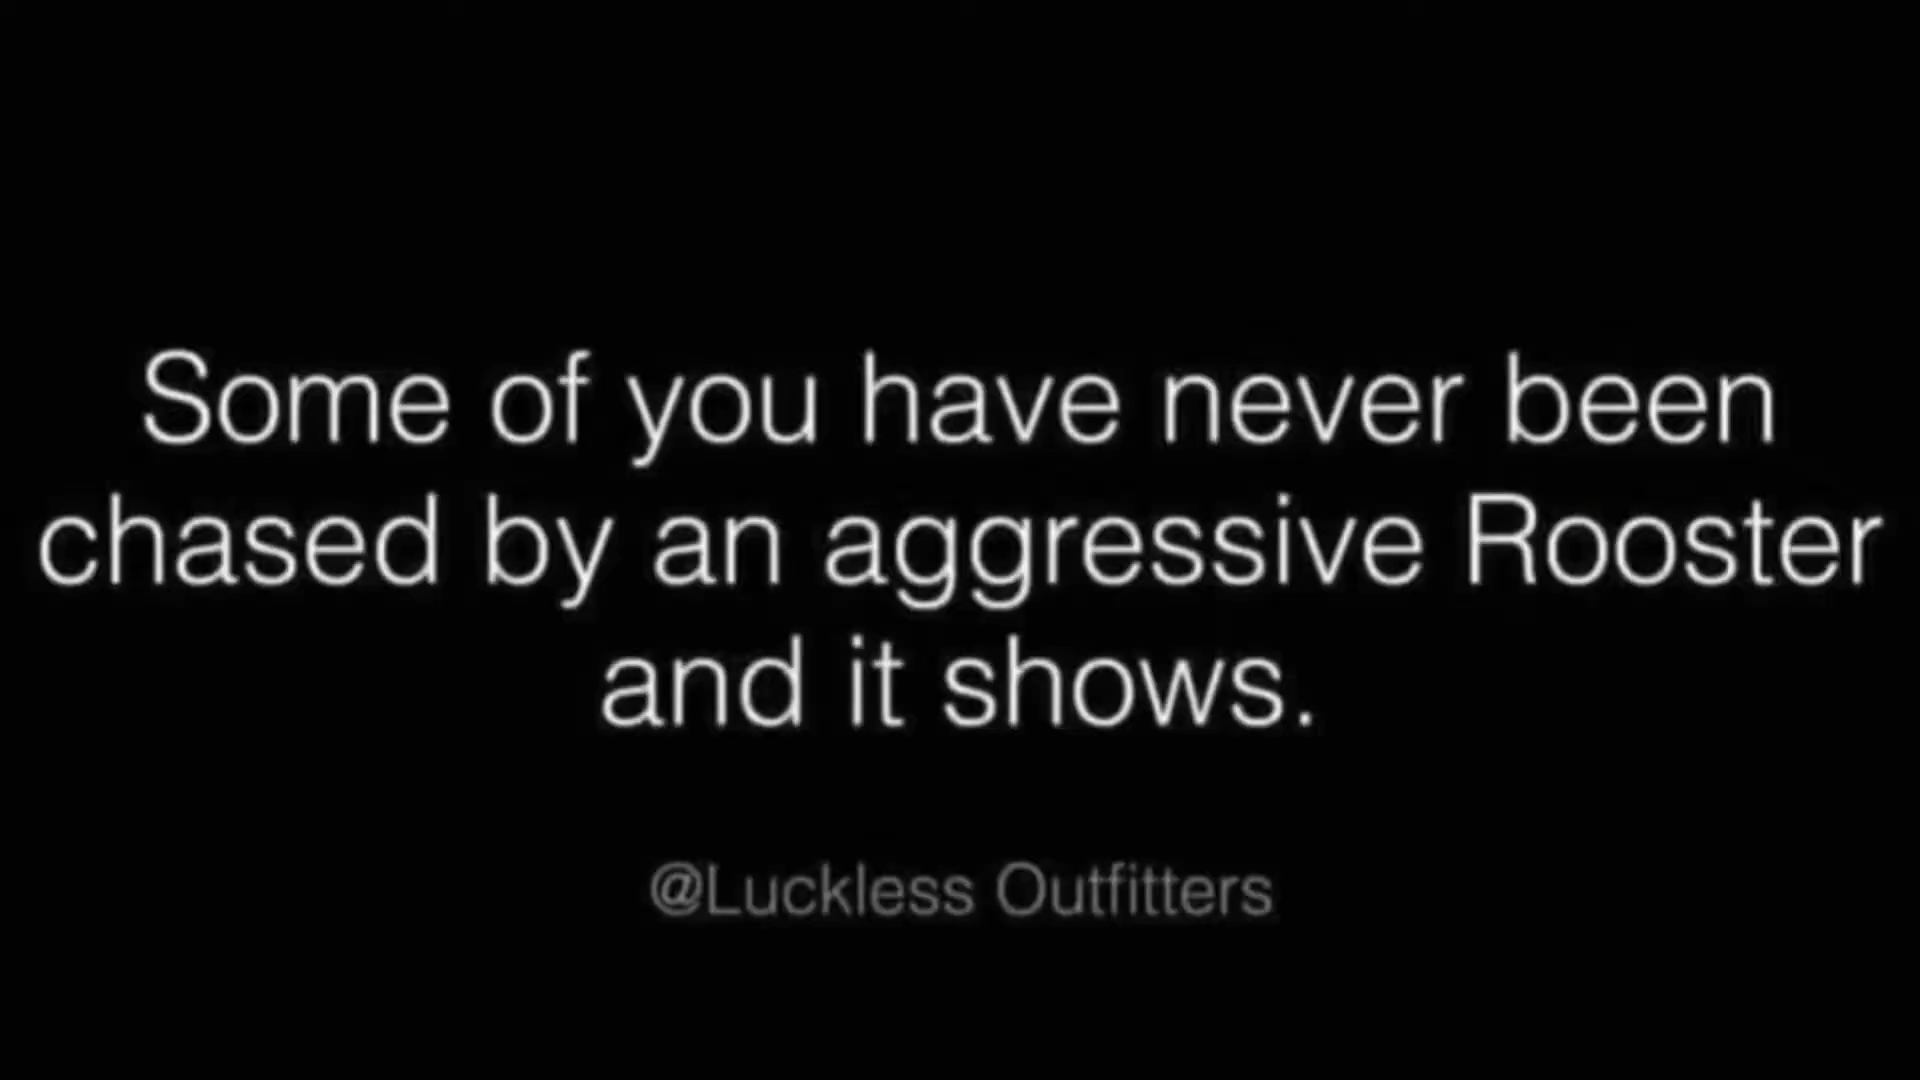 Some of you have never been
chased by an aggressive Rooster
and it shows.
@Luckless Outfitters